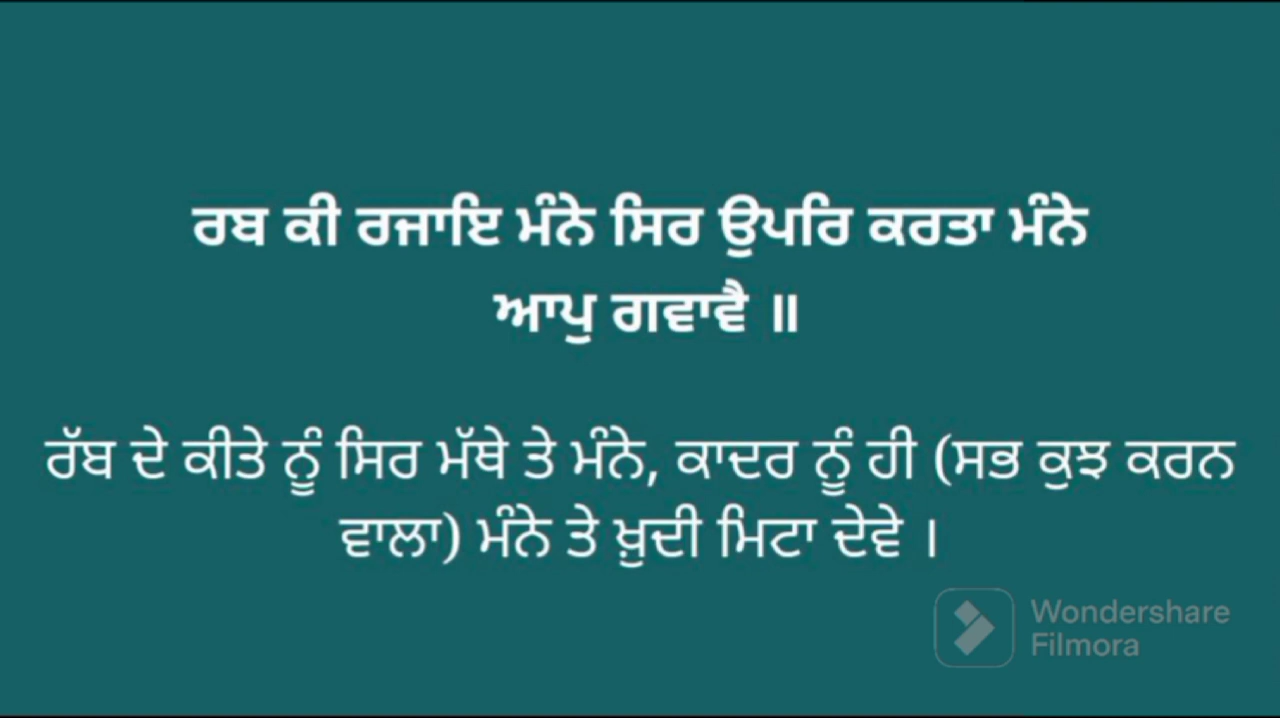 ਰਬ ਕੀ ਰਜਾਇ ਮੰਨੇ ਸਿਰ ਉਪਰਿ ਕਰਤਾ ਮੰਨੇ
ਆਪੁ ਗਵਾਵੈ ॥
ਰੱਬ ਦੇ ਕੀਤੇ ਨੂੰ ਸਿਰ ਮੱਥੇ ਤੇ ਮੰਨੇ, ਕਾਦਰ ਨੂੰ ਹੀ (ਸਭ ਕੁਝ ਕਰਨ
ਵਾਲਾ) ਮੰਨੇ ਤੇ ਖ਼ੁਦੀ ਮਿਟਾ ਦੇਵੇ ।
Wondershare
Filmora